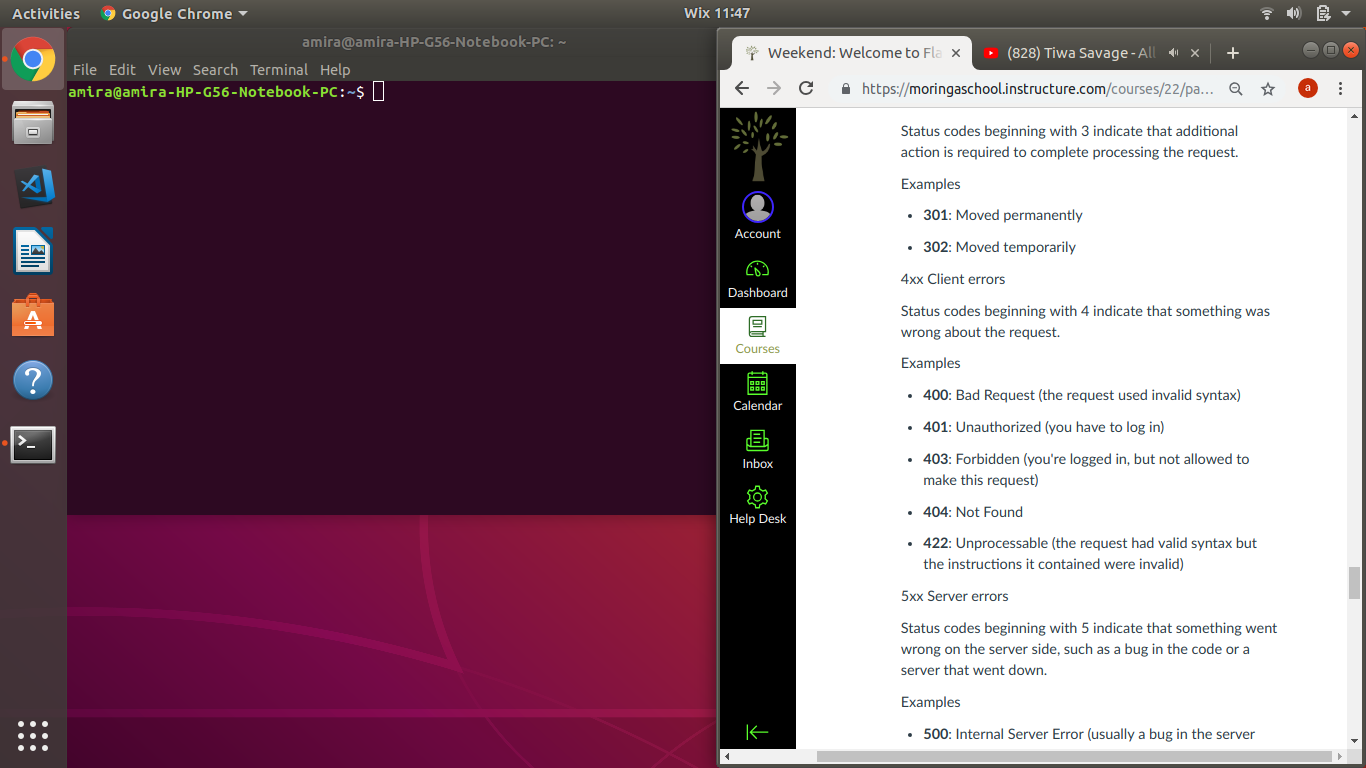 Activities
Google Chrome
Wix 11:47
amira@amira-HP-G56-Notebook-PC: ~
File Edit View Search Terminal Help
amira@amira-HP-G56-Notebook-PC:~$
Weekend: Welcome to Fla
(828) Tiwa Savage - All
https://moringaschool.instructure.com/courses/22/pa...
a
Account
Dashboard
Courses
Calendar
Inbox
Help Desk
Status codes beginning with 3 indicate that additional
action is required to complete processing the request.
Examples
• 301: Moved permanently
• 302: Moved temporarily
4xx Client errors
Status codes beginning with 4 indicate that something was
wrong about the request.
Examples
• 400: Bad Request (the request used invalid syntax)
• 401: Unauthorized (you have to log in)
• 403: Forbidden (you're logged in, but not allowed to
make this request)
• 404: Not Found
• 422: Unprocessable (the request had valid syntax but
the instructions it contained were invalid)
5xx Server errors
Status codes beginning with 5 indicate that something went
wrong on the server side, such as a bug in the code or a
server that went down.
Examples
• 500: Internal Server Error (usually a bug in the server